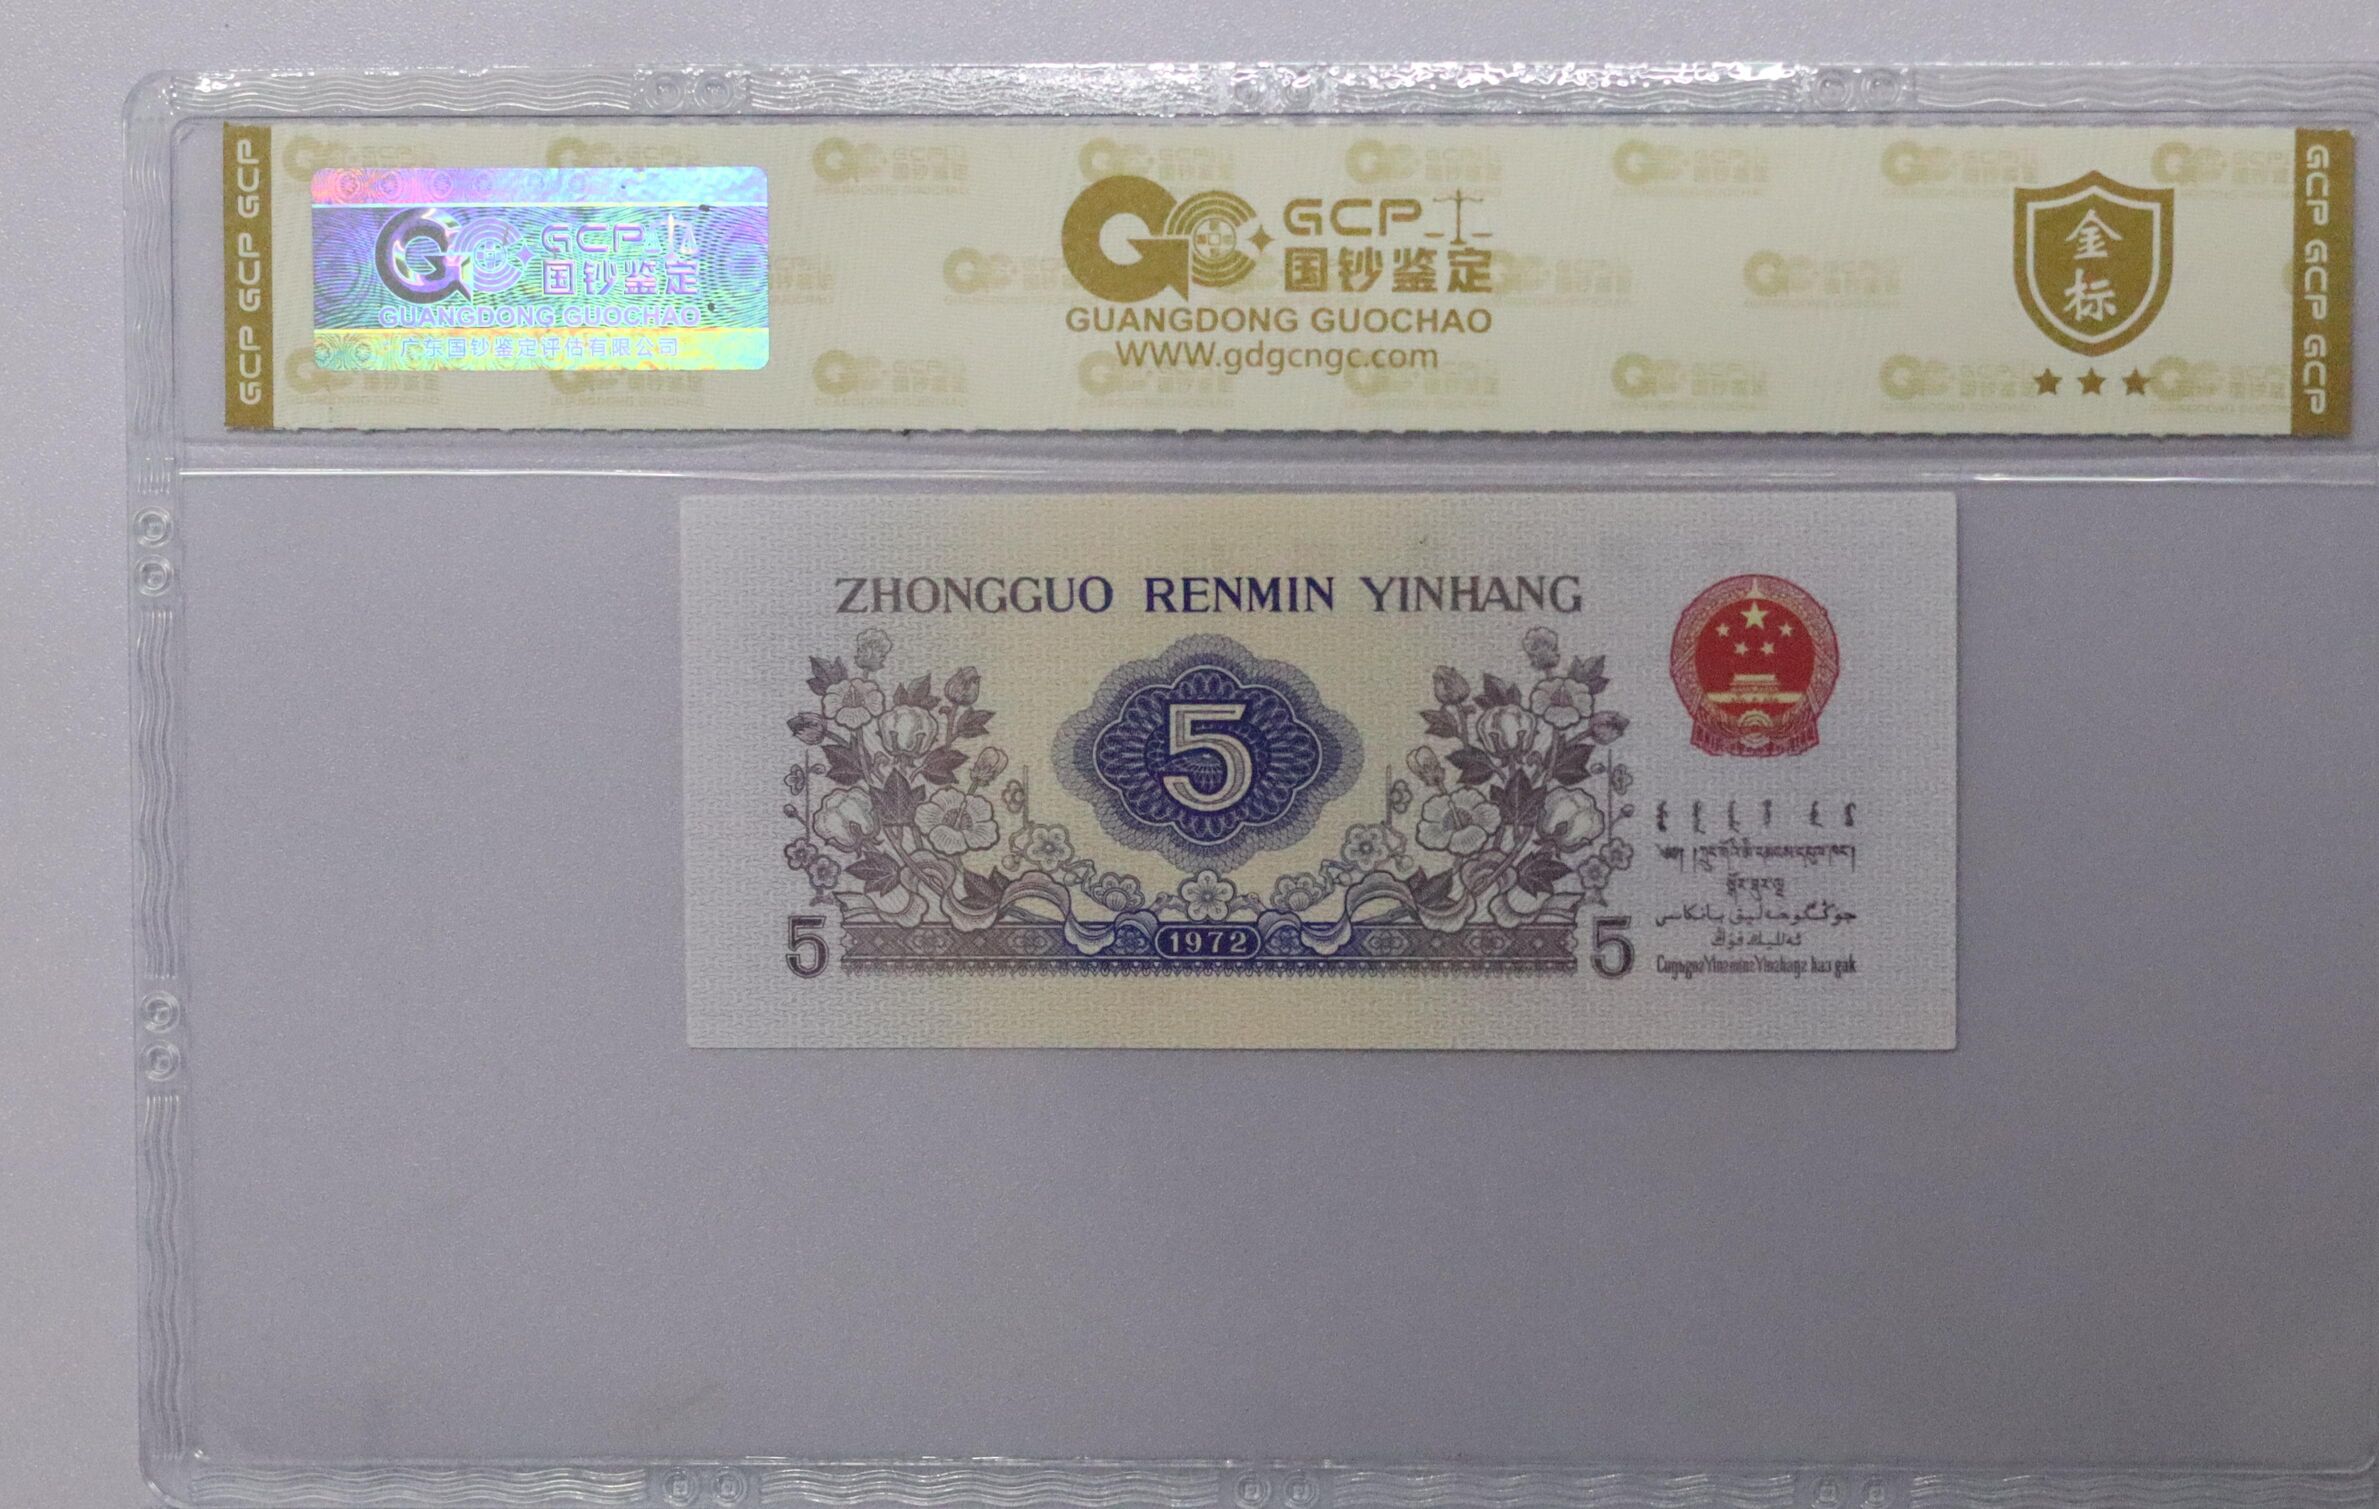 GCP GCP GCP
GCP
国钞鉴定
GUANGDONG GUOCHAO
广东国钞鉴定评估有限公司
GCP
国钞鉴定
GUANGDONG GUOCHAO
WWW.gdgcngc.com
金
标
GCP GCP GCP
ZHONGGUO RENMIN YINHANG
5
5
1972
5